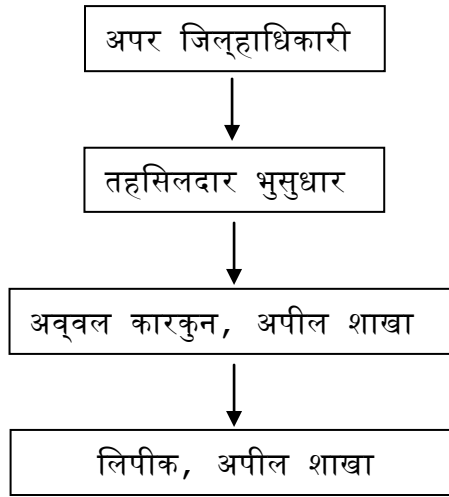 अपर जिल्हाधिकारी
तहसिलदार भुसुधार
अव्वल कारकुन, अपील शाखा
लिपीक, अपील शाखा